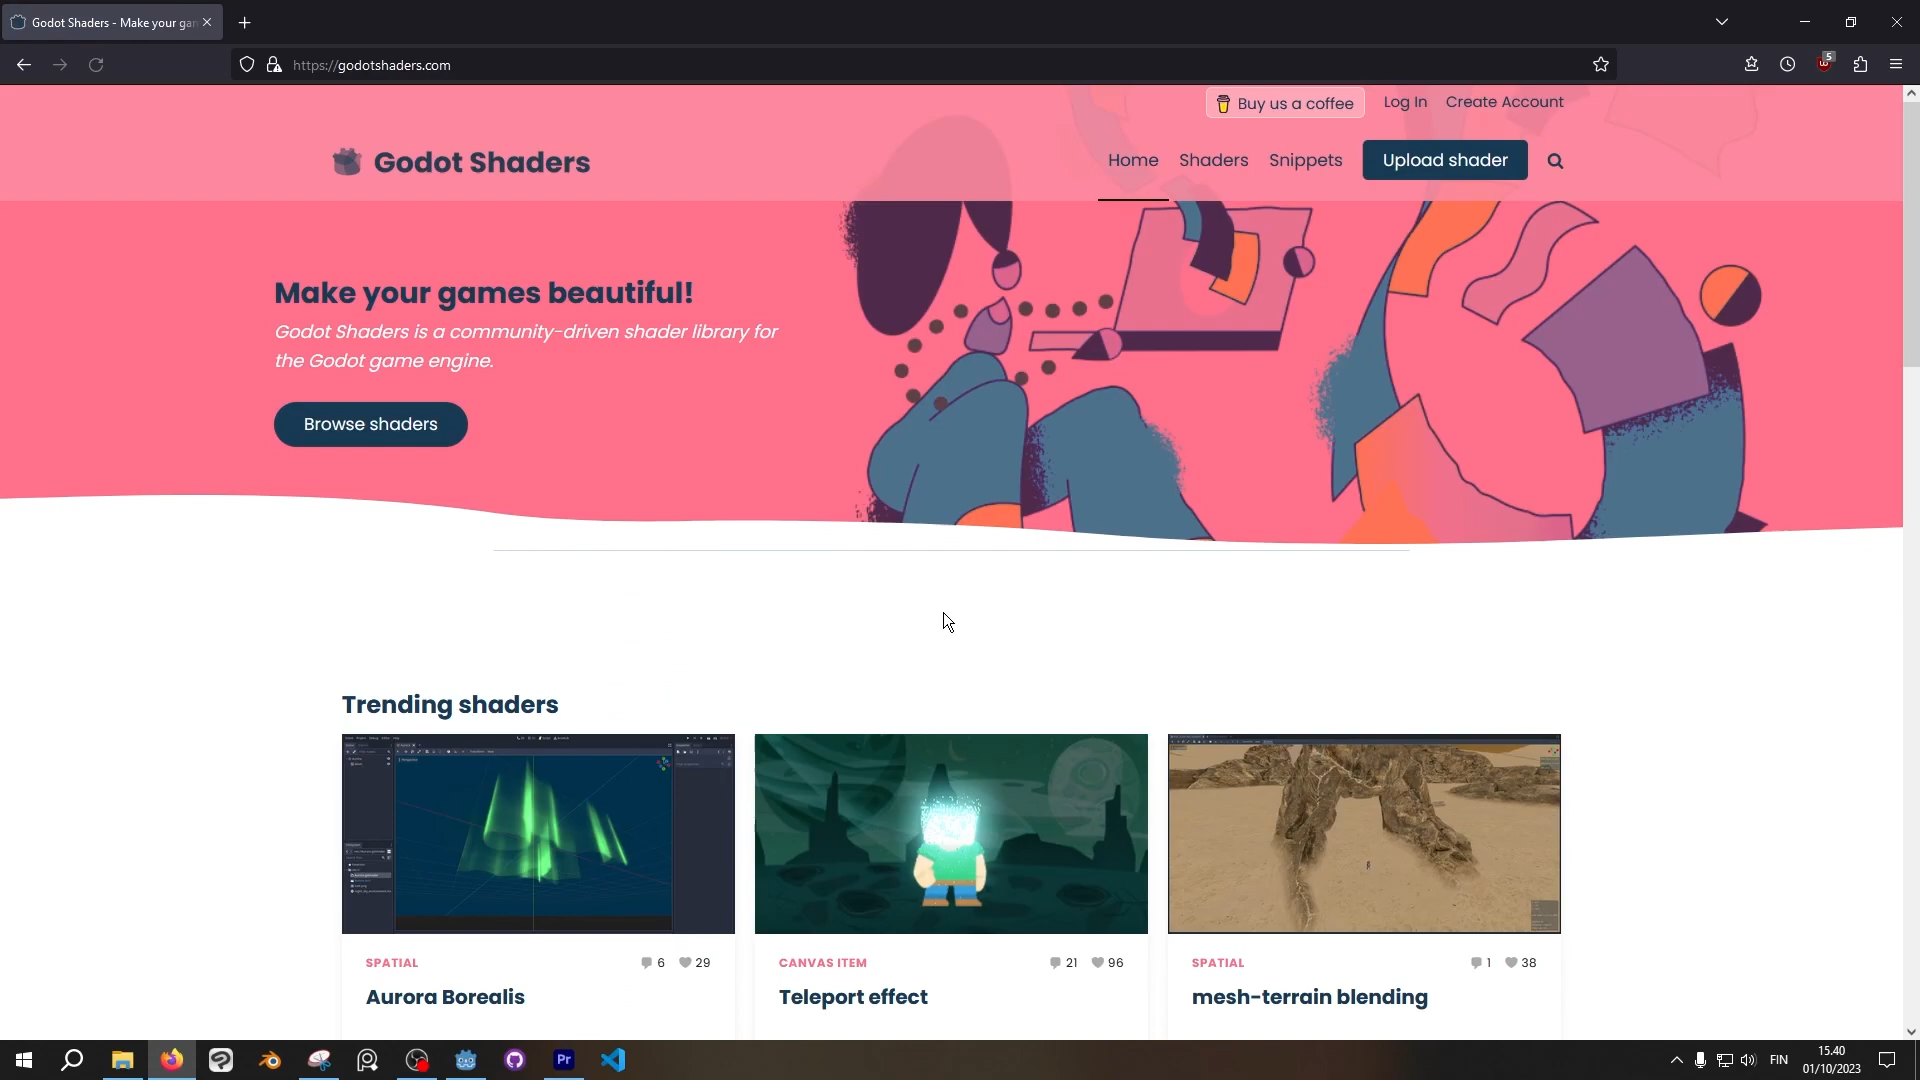 Godot Shaders - Make your gam
https://godotshaders.com
5
Buy us a coffee
Log In
Create Account
Godot Shaders
Home
Shaders
Snippets
Upload shader
Make your games beautiful!
Godot Shaders is a community-driven shader library for
the Godot game engine.
Browse shaders
Trending shaders
SPATIAL
6
29
Aurora Borealis
CANVAS ITEM
21
96
Teleport effect
SPATIAL
1
38
mesh-terrain blending
Pr
FIN
15.40
01/10/2023